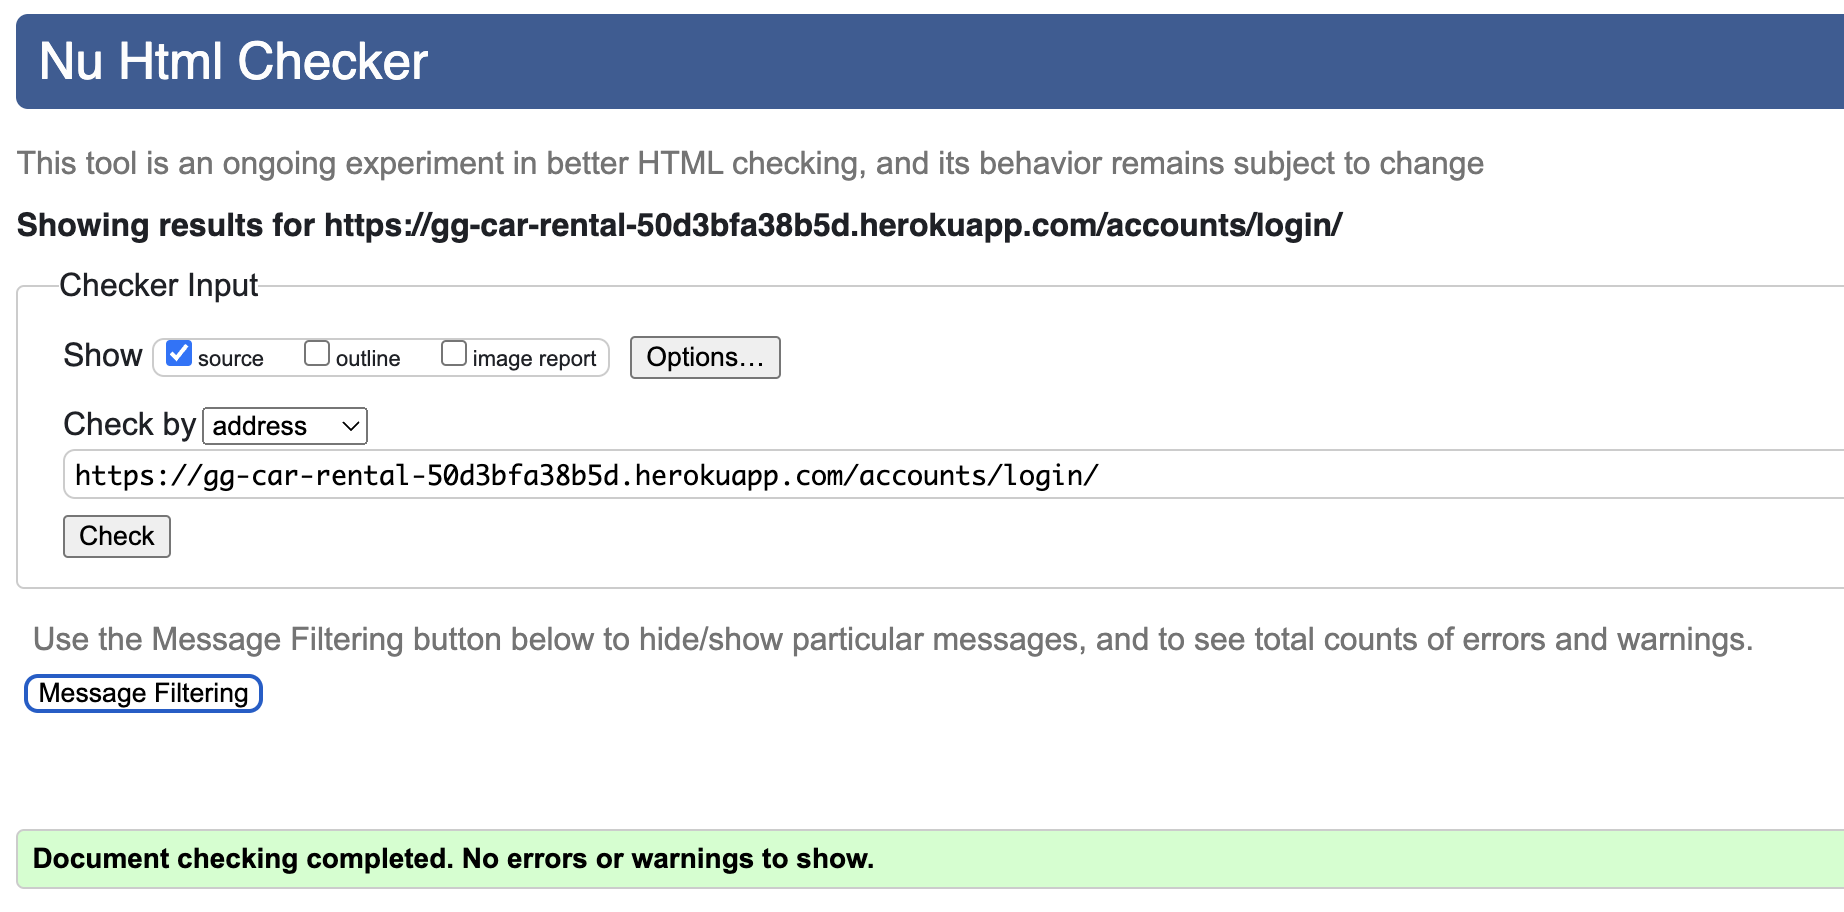 Nu Html Checker
This tool is an ongoing experiment in better HTML checking, and its behavior remains subject to change
Showing results for https://gg-car-rental-50d3bfa38b5d.herokuapp.com/accounts/login/
Checker Input
Show source outline image report Options...
Check by address
https://gg-car-rental-50d3bfa38b5d.herokuapp.com/accounts/login/
Check
Use the Message Filtering button below to hide/show particular messages, and to see total counts of errors and warnings.
Message Filtering
Document checking completed. No errors or warnings to show.